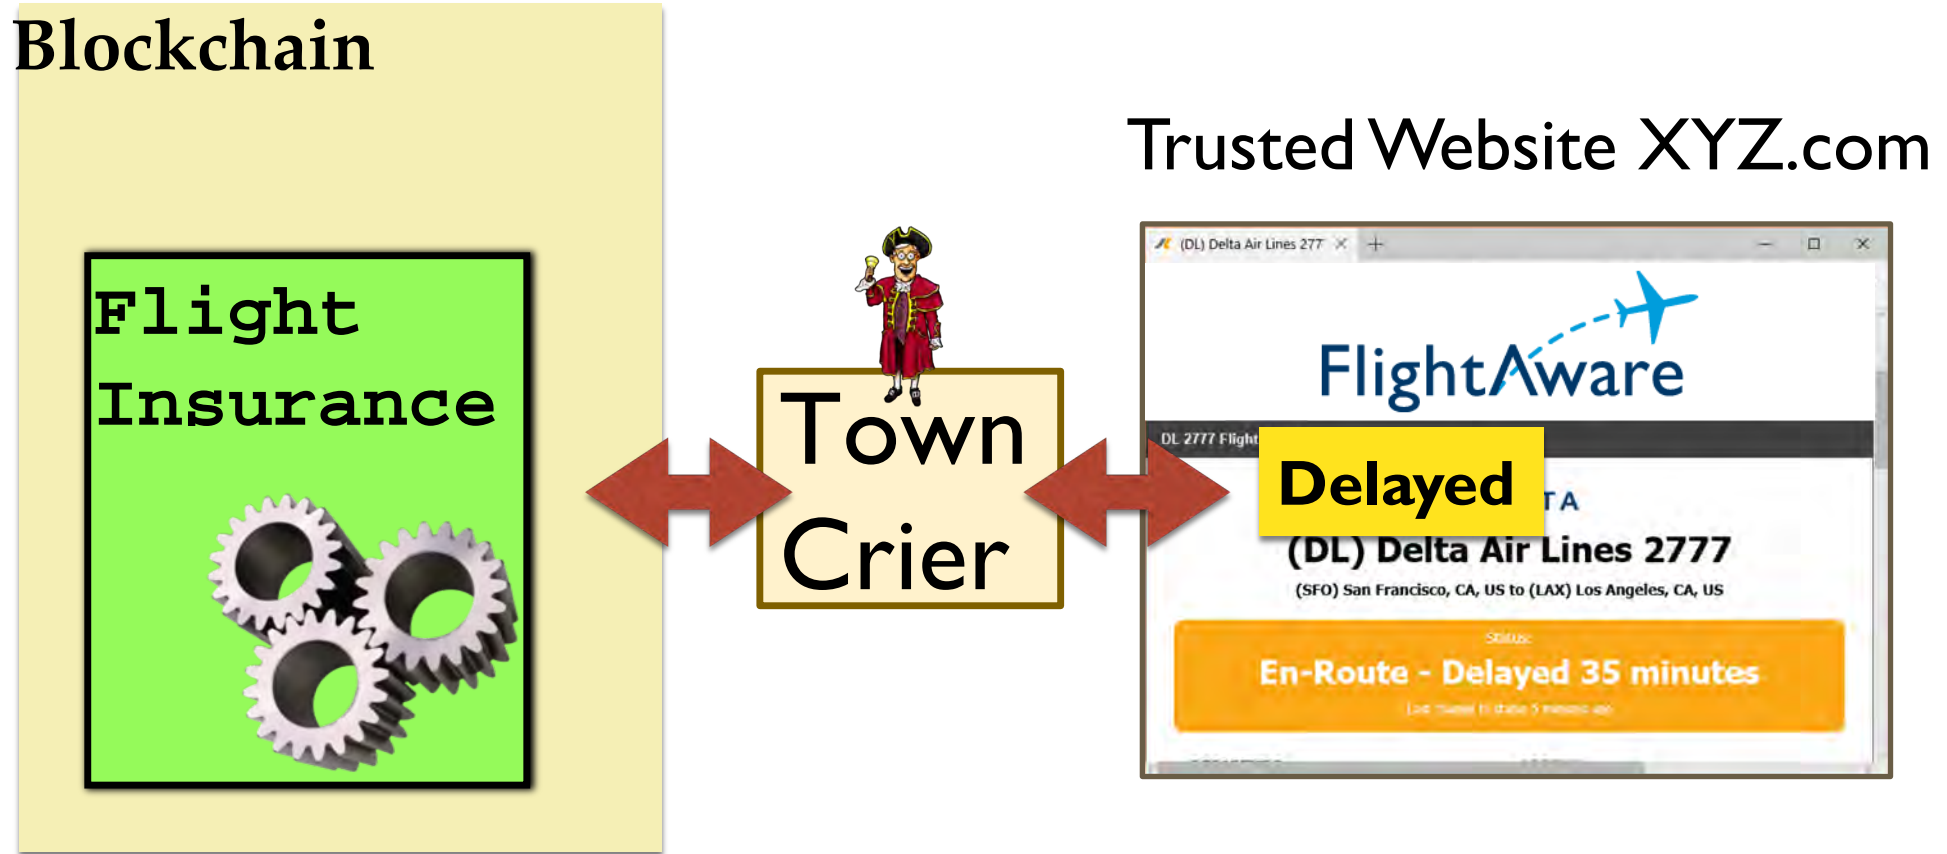 Blockchain
Flight
Insurance
Town
Crier
Trusted Website XYZ.com
(DL) Delta Air Lines 277
FlightAware
DL 2777 Flight
Delayed
TA
(DL) Delta Air Lines 2777
(SFO) San Francisco, CA, US to (LAX) Los Angeles, CA, US
Status:
En-Route - Delayed 35 minutes